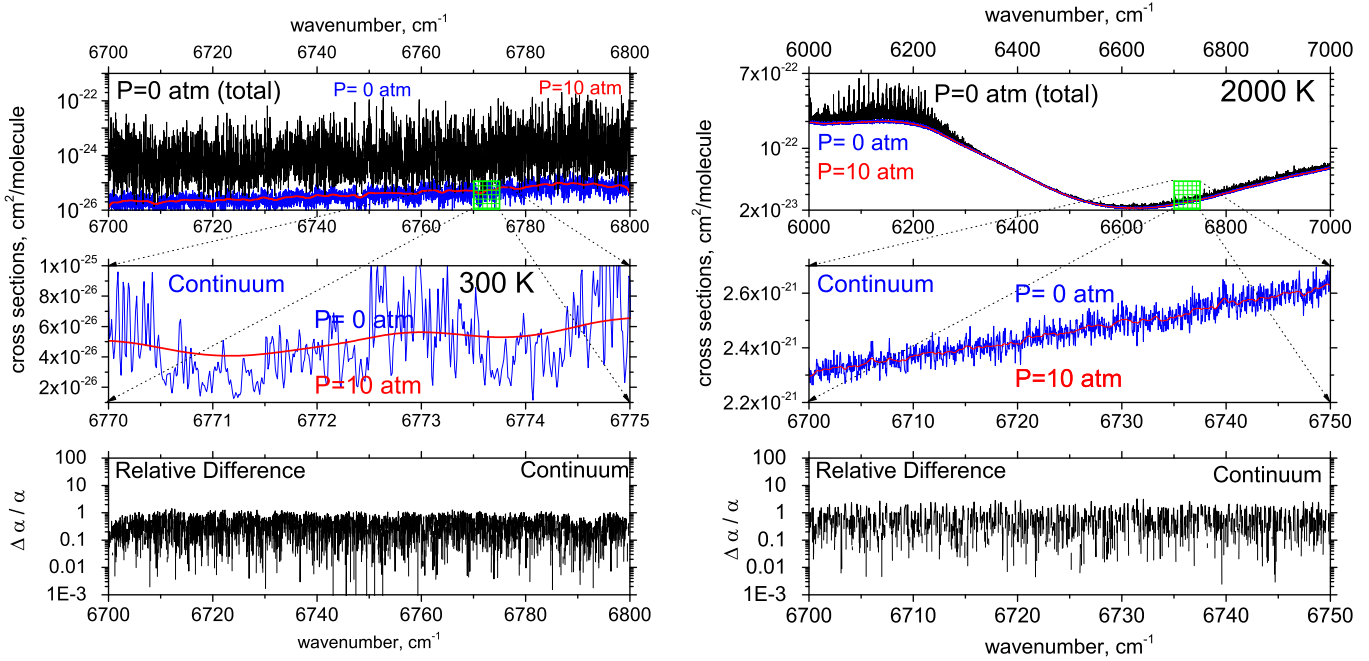 wavenumber, cm-1
6700 6720 6740 6760 6780 6800
P=0 atm (total) P= 0 atm P=10 atm
10-22
10-24
10-26
cross sections, cm2/molecule
6700 6720 6740 6760 6780 6800
1x10-25
8x10-26
6x10-26
4x10-26
2x10-26
Continuum 300 K
P= 0 atm
P=10 atm
6770 6771 6772 6773 6774 6775
Relative Difference Continuum
100
10
1
0.1
0.01
1E-3
Δ α / α
6700 6720 6740 6760 6780 6800
wavenumber, cm-1
wavenumber, cm-1
6000 6200 6400 6600 6800 7000
7x10-22
10-22
2x10-23
P=0 atm (total) 2000 K
P= 0 atm
P=10 atm
cross sections, cm2/molecule
6000 6200 6400 6600 6800 7000
2.6x10-21
2.4x10-21
2.2x10-21
Continuum P= 0 atm
P=10 atm
6700 6710 6720 6730 6740 6750
Relative Difference Continuum
100
10
1
0.1
0.01
1E-3
Δ α / α
6700 6710 6720 6730 6740 6750
wavenumber, cm-1